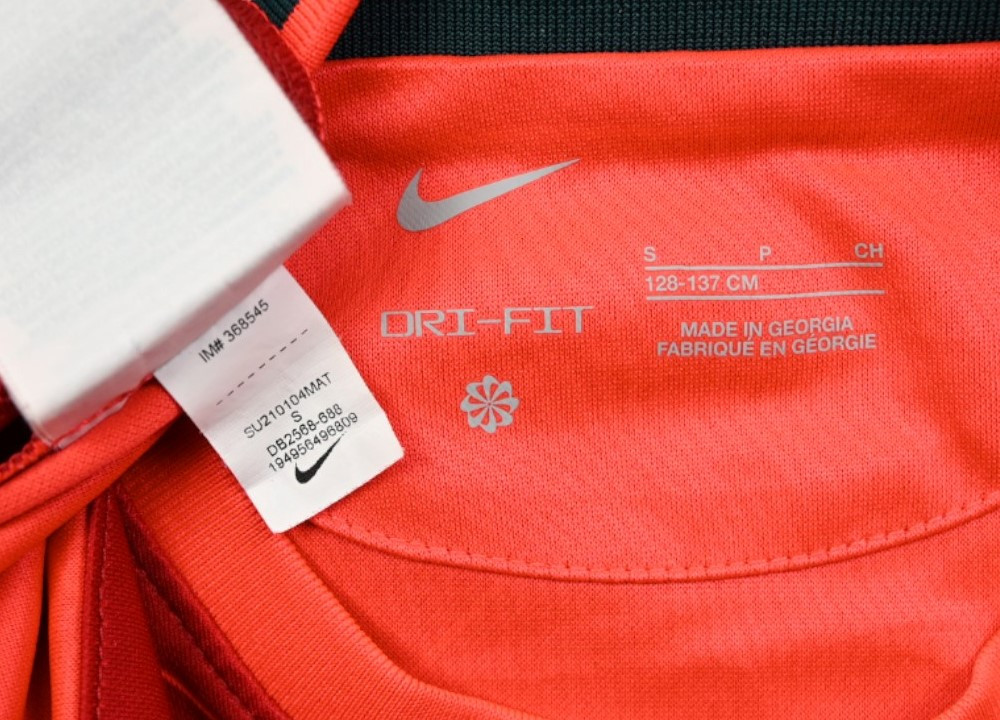 S P CH
128-137 CM
MADE IN GEORGIA
FABRIQUÉ EN GÉORGIE
DRI-FIT
IM# 368545
SU210104MAT
S
DB2568-688
194956496809